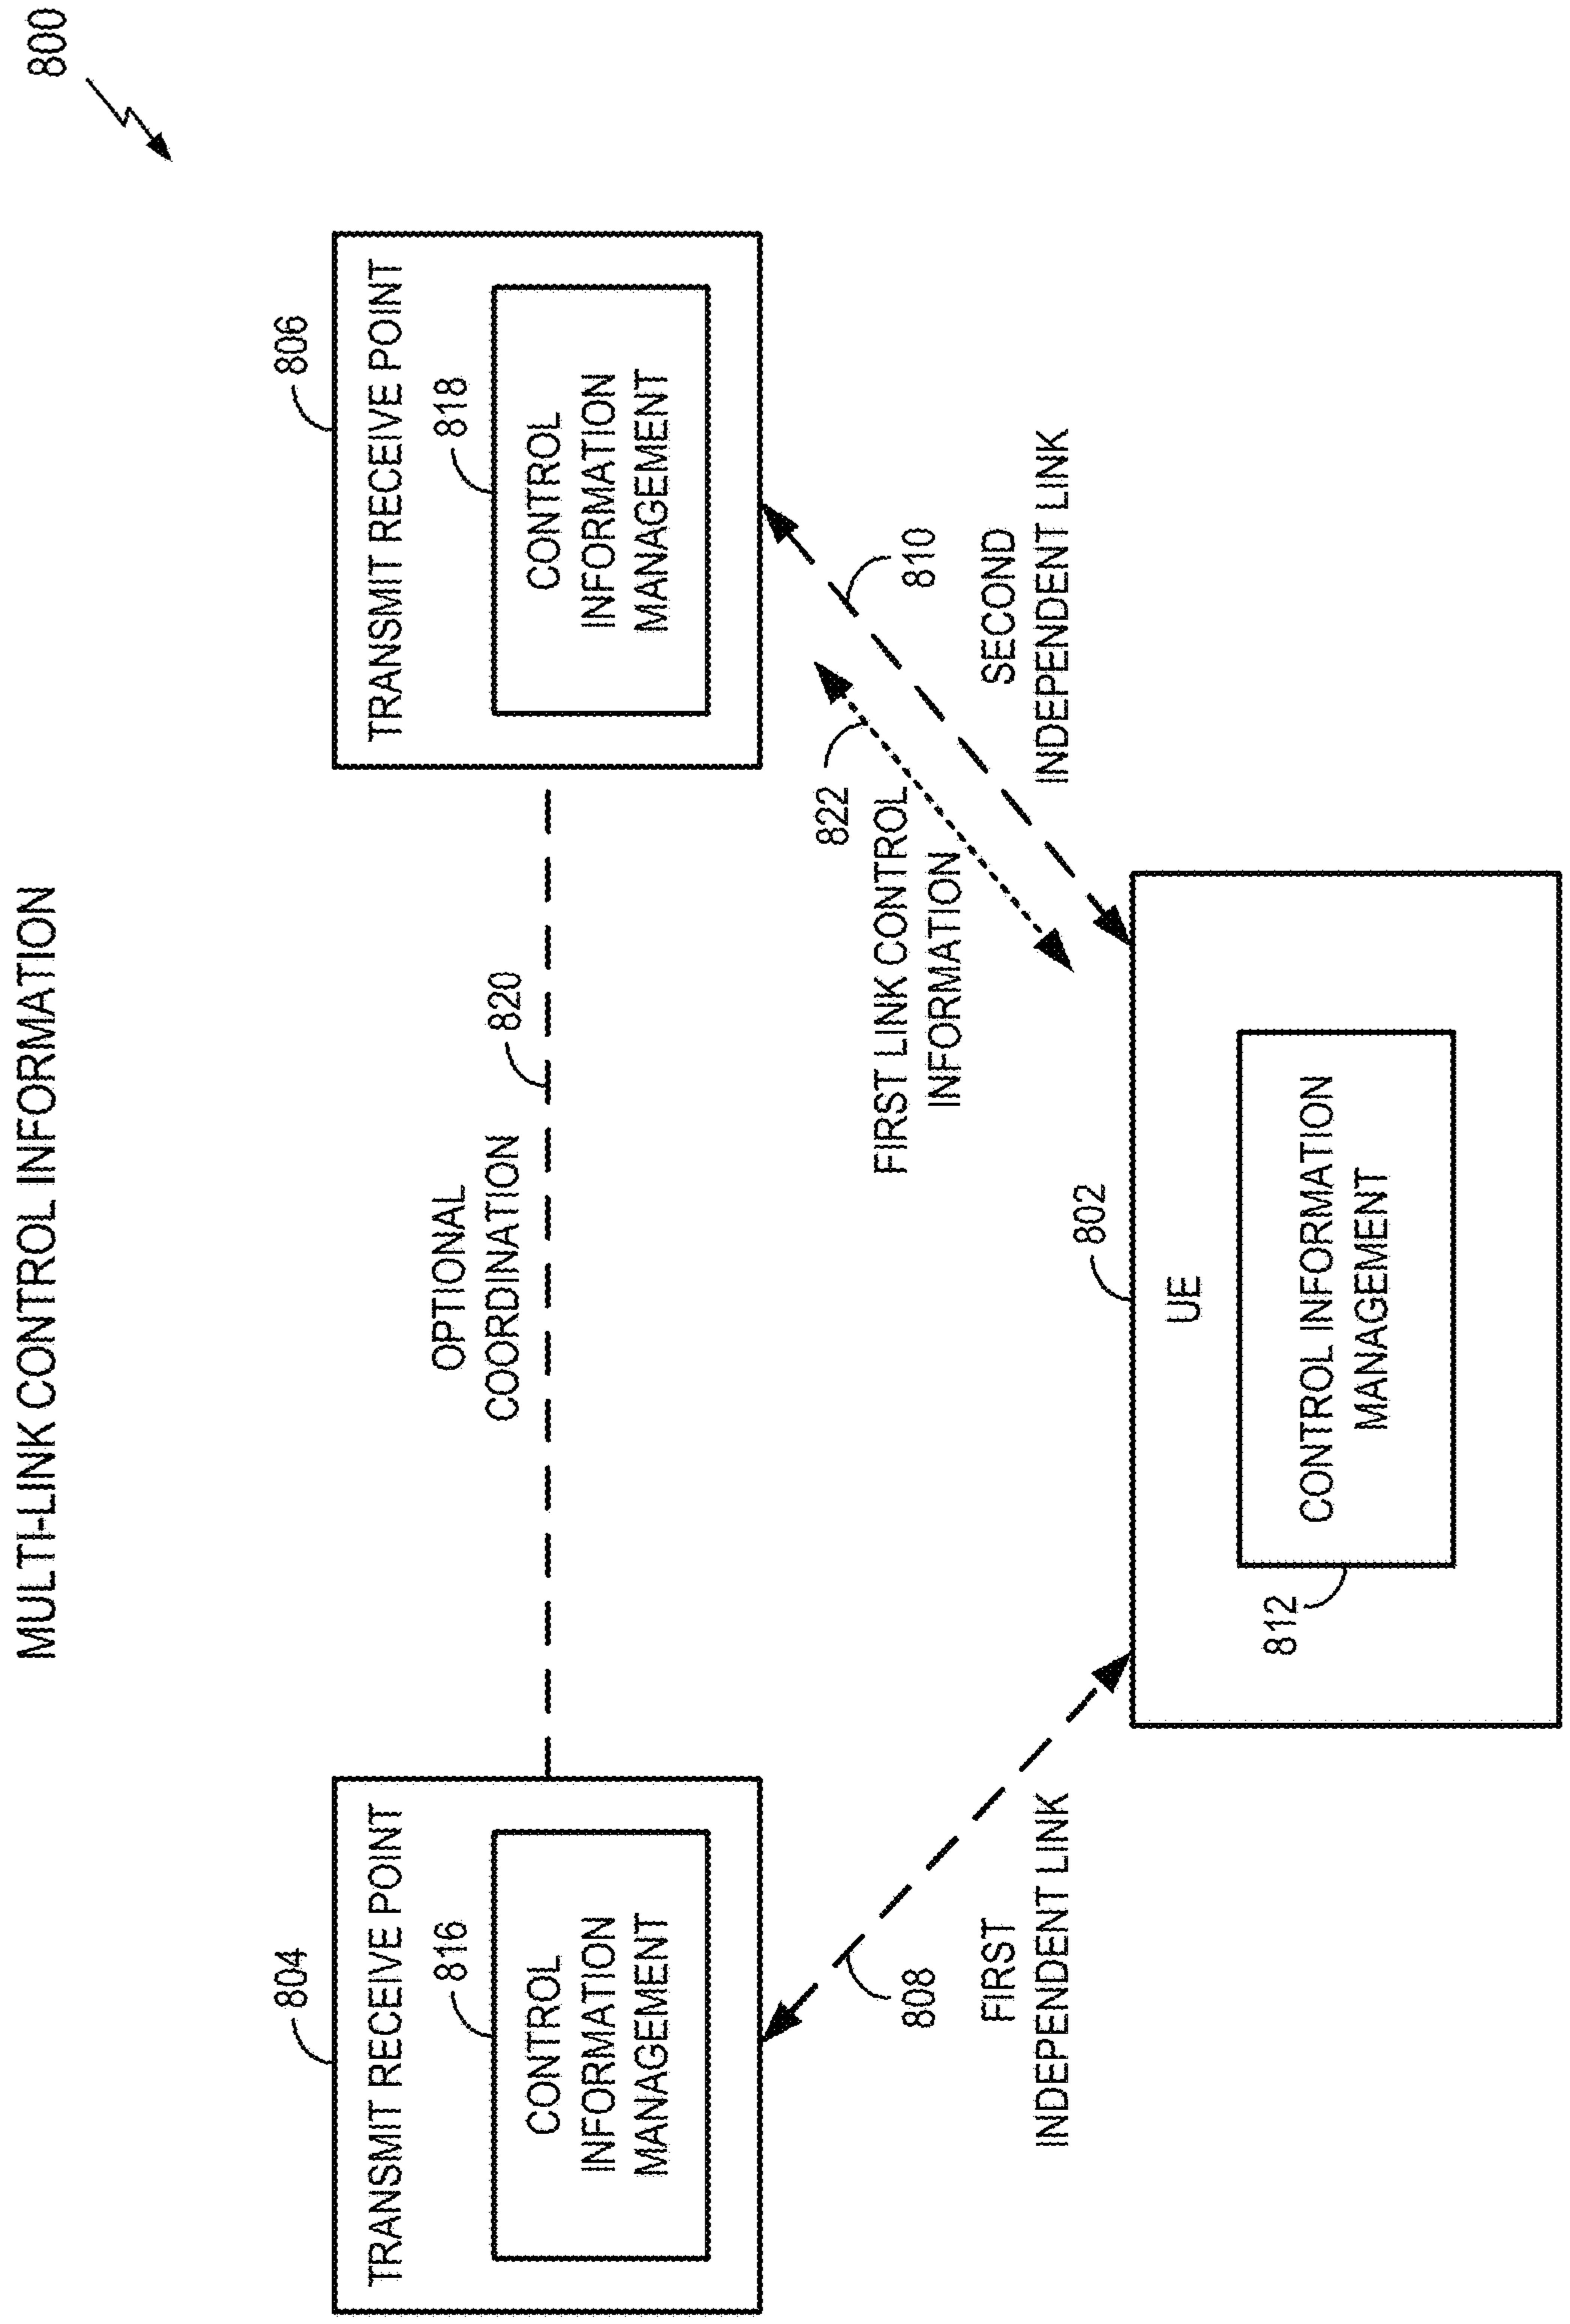 MULTI-LINK CONTROL INFORMATION
800
804
TRANSMIT RECEIVE POINT
816
CONTROL
INFORMATION
MANAGEMENT
OPTIONAL
COORDINATION
820
806
TRANSMIT RECEIVE POINT
818
CONTROL
INFORMATION
MANAGEMENT
808
FIRST
INDEPENDENT LINK
822
FIRST LINK CONTROL
INFORMATION
810
SECOND
INDEPENDENT LINK
802
UE
812
CONTROL INFORMATION
MANAGEMENT